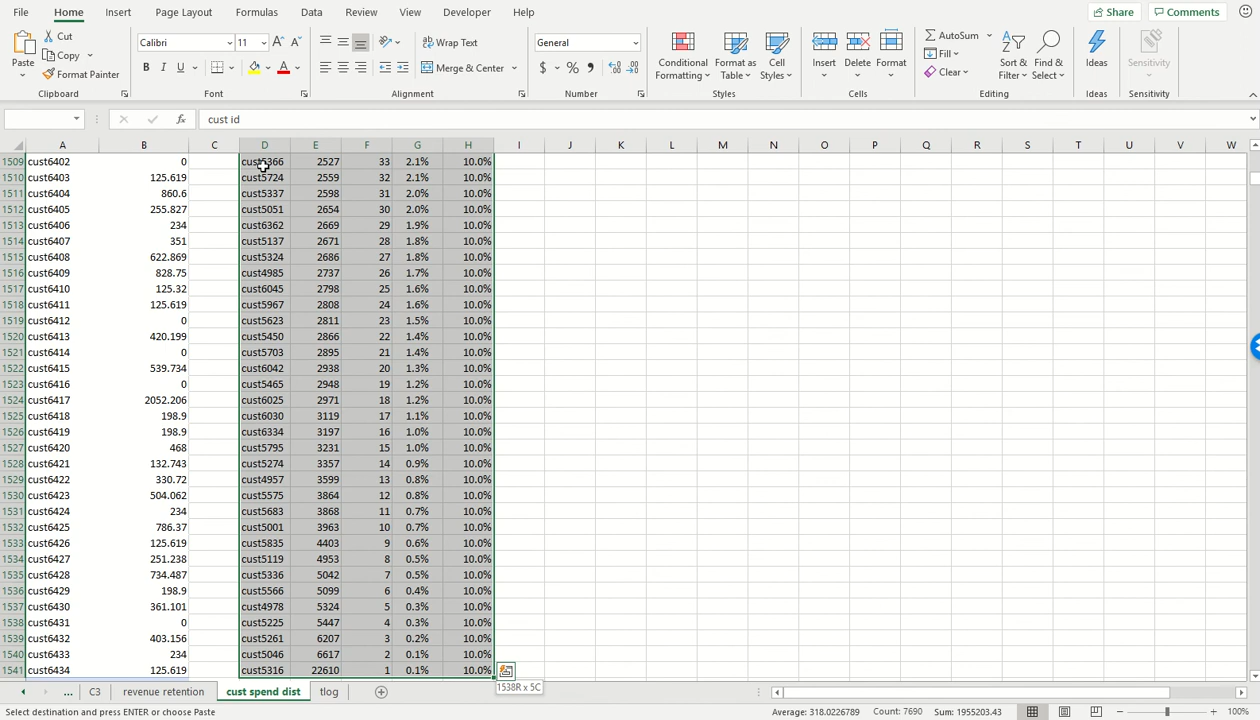 File Home Insert Page Layout Formulas Data Review View Developer Help Share Comments
Cut
Copy
Format Painter
Paste
Clipboard
Calibri 11
B I U
Font
Wrap Text
Merge & Center
Alignment
General
$ % ,
Number
Conditional Formatting
Format as Table
Cell Styles
Styles
Insert Delete Format
Cells
AutoSum
Fill
Clear
Sort & Filter
Find & Select
Editing
Ideas
Ideas
Sensitivity
Sensitivity
fx cust id
A B C D E F G H I J K L M N O P Q R S T U V W
1509 cust6402 0 2527 33 2.1% 10.0%
1510 cust6403 125.619 cust5724 2559 32 2.1% 10.0%
1511 cust6404 860.6 cust5337 2598 31 2.0% 10.0%
1512 cust6405 255.827 cust5051 2654 30 2.0% 10.0%
1513 cust6406 234 cust6362 2669 29 1.9% 10.0%
1514 cust6407 351 cust5137 2671 28 1.8% 10.0%
1515 cust6408 622.869 cust5324 2686 27 1.8% 10.0%
1516 cust6409 828.75 cust4985 2737 26 1.7% 10.0%
1517 cust6410 125.32 cust6045 2798 25 1.6% 10.0%
1518 cust6411 125.619 cust5967 2808 24 1.6% 10.0%
1519 cust6412 0 cust5623 2811 23 1.5% 10.0%
1520 cust6413 420.199 cust5450 2866 22 1.4% 10.0%
1521 cust6414 0 cust5703 2895 21 1.4% 10.0%
1522 cust6415 539.734 cust6042 2938 20 1.3% 10.0%
1523 cust6416 0 cust5465 2948 19 1.2% 10.0%
1524 cust6417 2052.206 cust6025 2971 18 1.2% 10.0%
1525 cust6418 198.9 cust6030 3119 17 1.1% 10.0%
1526 cust6419 198.9 cust6334 3197 16 1.0% 10.0%
1527 cust6420 468 cust5795 3231 15 1.0% 10.0%
1528 cust6421 132.743 cust5274 3357 14 0.9% 10.0%
1529 cust6422 330.72 cust4957 3599 13 0.8% 10.0%
1530 cust6423 504.062 cust5575 3864 12 0.8% 10.0%
1531 cust6424 234 cust5683 3868 11 0.7% 10.0%
1532 cust6425 786.37 cust5001 3963 10 0.7% 10.0%
1533 cust6426 125.619 cust5835 4403 9 0.6% 10.0%
1534 cust6427 251.238 cust5119 4953 8 0.5% 10.0%
1535 cust6428 734.487 cust5336 5042 7 0.5% 10.0%
1536 cust6429 198.9 cust5566 5099 6 0.4% 10.0%
1537 cust6430 361.101 cust4978 5324 5 0.3% 10.0%
1538 cust6431 0 cust5225 5447 4 0.3% 10.0%
1539 cust6432 403.156 cust5261 6207 3 0.2% 10.0%
1540 cust6433 234 cust5046 6617 2 0.1% 10.0%
1541 cust6434 125.619 cust5316 22610 1 0.1% 10.0%
1538R x 5C
... C3 revenue retention cust spend dist tlog
Select destination and press ENTER or choose Paste Average: 318.0226789 Count: 7690 Sum: 1955203.43 100%